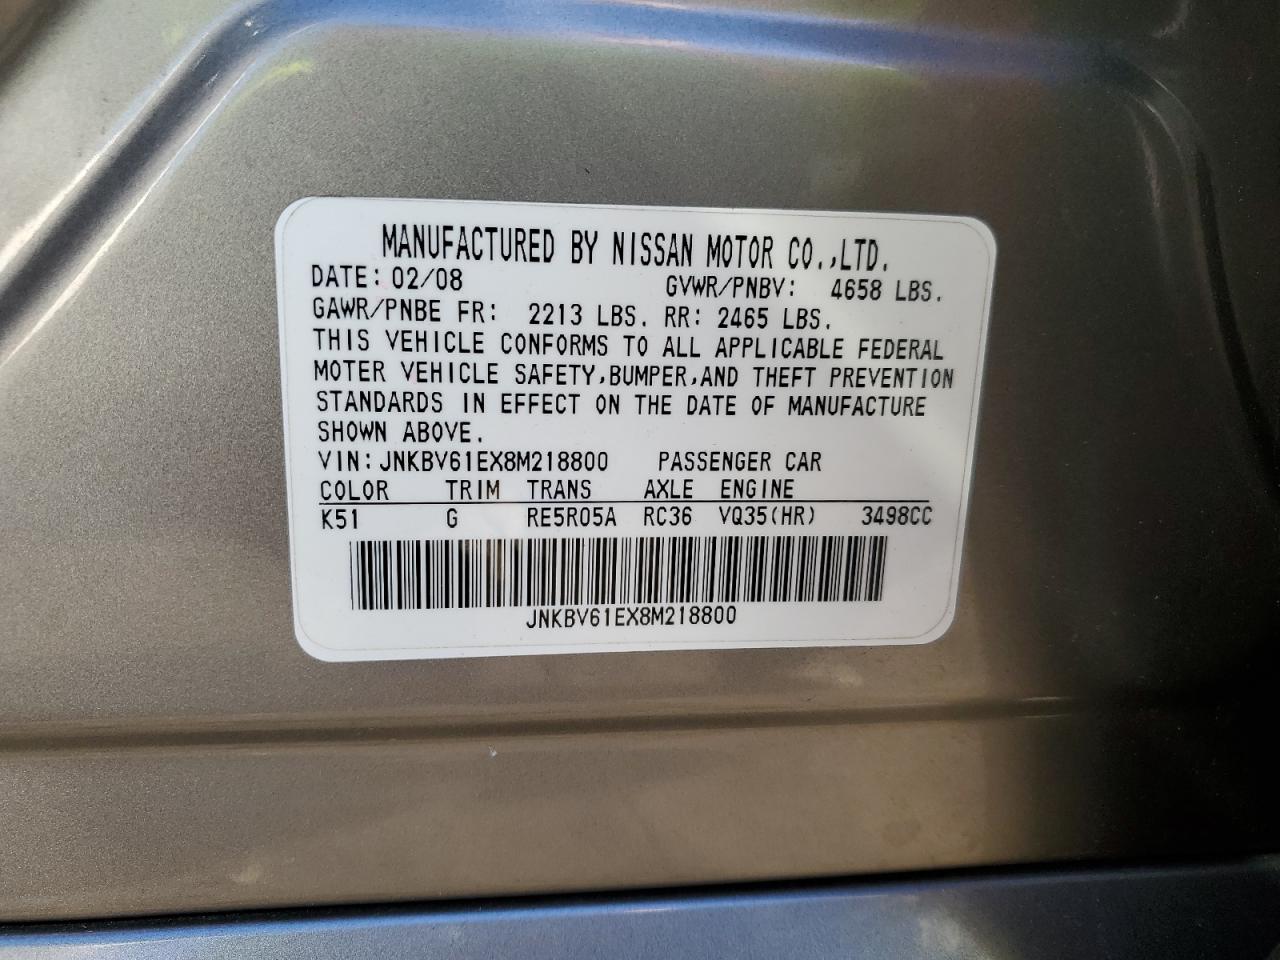 MANUFACTURED BY NISSAN MOTOR CO.,LTD.
DATE: 02/08 GVWR/PNBV: 4658 LBS.
GAWR/PNBE FR: 2213 LBS. RR: 2465 LBS.
THIS VEHICLE CONFORMS TO ALL APPLICABLE FEDERAL
MOTER VEHICLE SAFETY,BUMPER,AND THEFT PREVENTION
STANDARDS IN EFFECT ON THE DATE OF MANUFACTURE
SHOWN ABOVE.
VIN: JNKBV61EX8M218800 PASSENGER CAR
COLOR TRIM TRANS AXLE ENGINE
K51 G RE5R05A RC36 VQ35(HR) 3498CC
JNKBV61EX8M218800